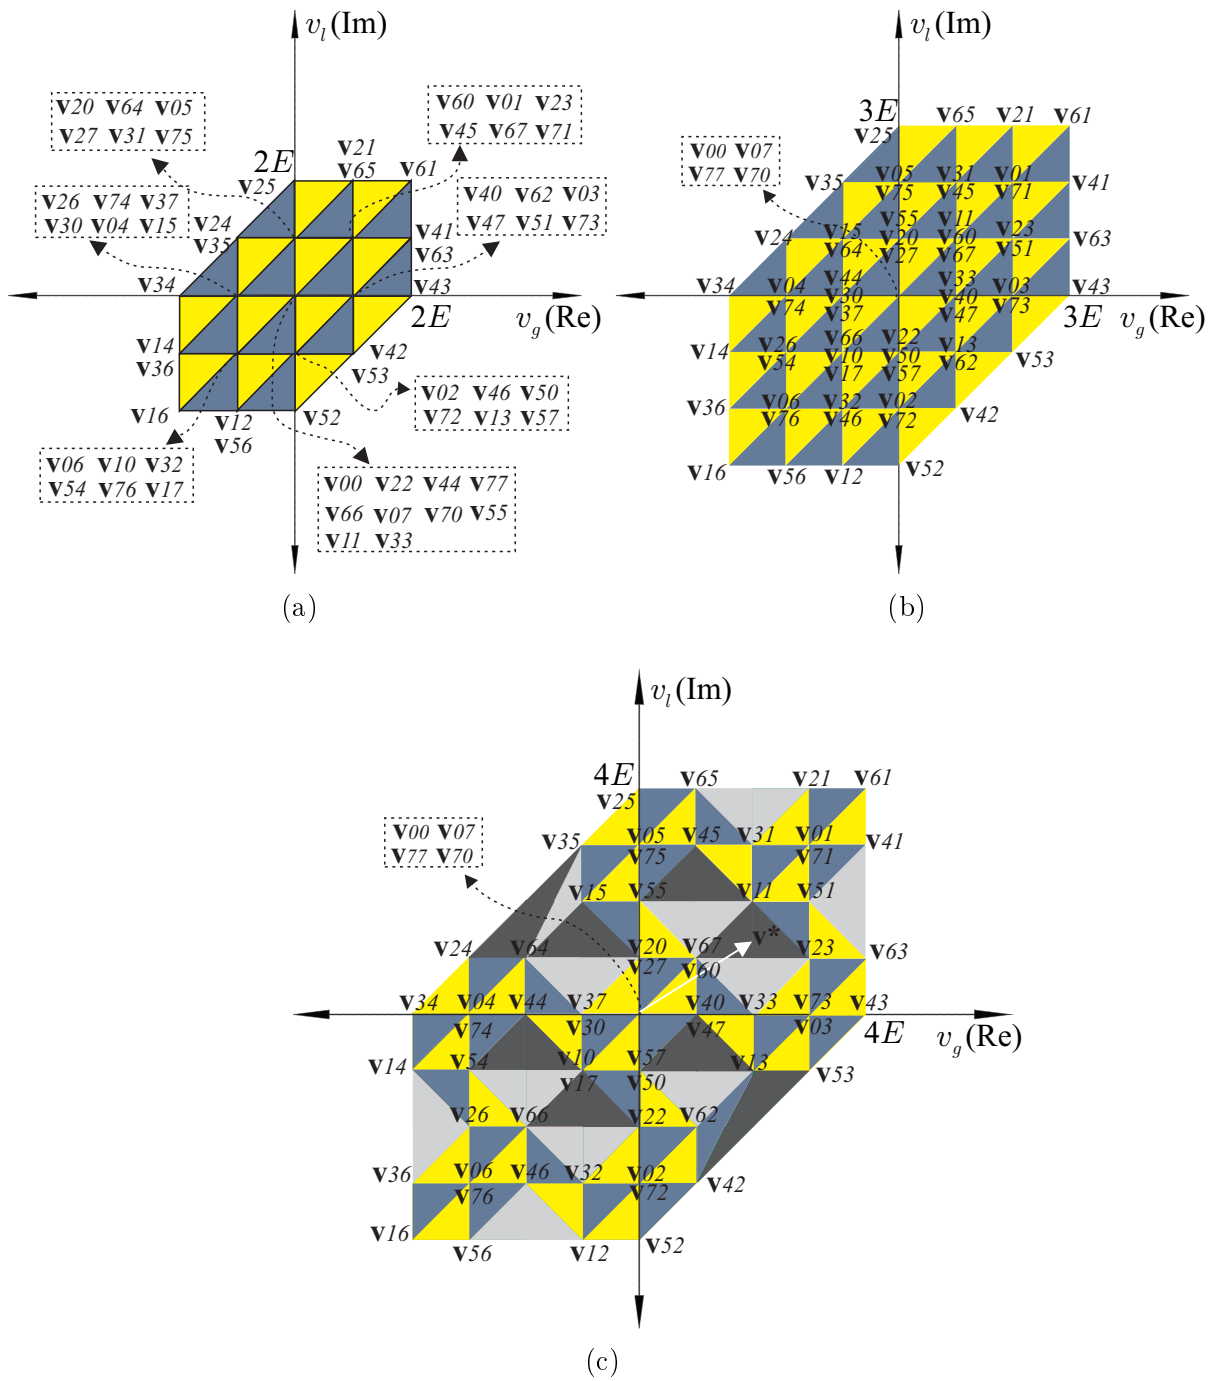 v_l(Im)
v20 v64 v05
v27 v31 v75
v60 v01 v23
v45 v67 v71
2E
v21
v65
v61
v25
v26 v74 v37
v30 v04 v15
v40 v62 v03
v47 v51 v73
v24
v35
v41
v63
v34
v43
2E
v_g(Re)
v14
v36
v42
v53
v02 v46 v50
v72 v13 v57
v16
v12
v56
v52
v06 v10 v32
v54 v76 v17
v00 v22 v44 v77
v66 v07 v70 v55
v11 v33
(a)
v_l(Im)
3E
v65 v21 v61
v25
v00 v07
v77 v70
v35
v05 v31 v01
v75 v45 v71
v41
v55 v11
v24
v15 v20 v60 v23
v64 v27 v67 v51
v63
v44 v33
v34 v04 v30 v40 v03 v43
v74 v37 v47 v73
3E
v_g(Re)
v66 v22
v14 v26 v10 v50 v13
v54 v17 v57 v62
v53
v36 v06 v32 v02
v76 v46 v72
v42
v16 v56 v12 v52
(b)
v_l(Im)
4E
v65 v21 v61
v25
v00 v07
v77 v70
v35 v05 v45 v31 v01 v41
v75 v71
v15 v55 v11 v51
v*
v24 v64 v20 v67 v23 v63
v27 v60
v34 v04 v44 v37 v40 v33 v73 v43
v74 v30 v47 v03
4E
v_g(Re)
v14 v54 v10 v57 v13 v53
v17 v50
v26 v66 v22 v62
v36 v06 v46 v32 v02 v42
v76 v72
v16 v56 v12 v52
(c)